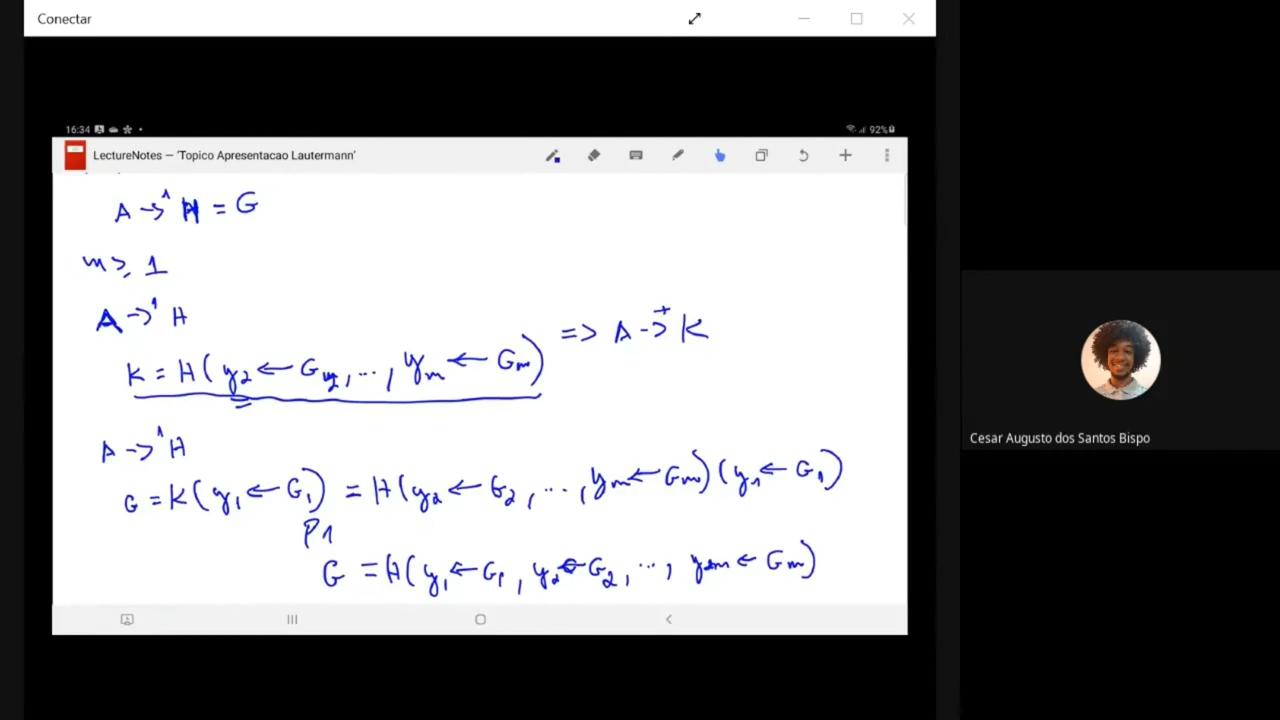 Conectar
16:34 92%
LectureNotes — 'Topico Apresentacao Lautermann'
A →¹ H = G
m ≥ 1
A →¹ H
K = H(y₂ ← G₂, ..., yₘ ← Gₘ) => A →⁺ K
A →¹ H
G = K(y₁ ← G₁) = H(y₂ ← G₂, ..., yₘ ← Gₘ)(y₁ ← G₁)
P1
G = H(y₁ ← G₁, y₂ ← G₂, ..., yₘ ← Gₘ)
Cesar Augusto dos Santos Bispo